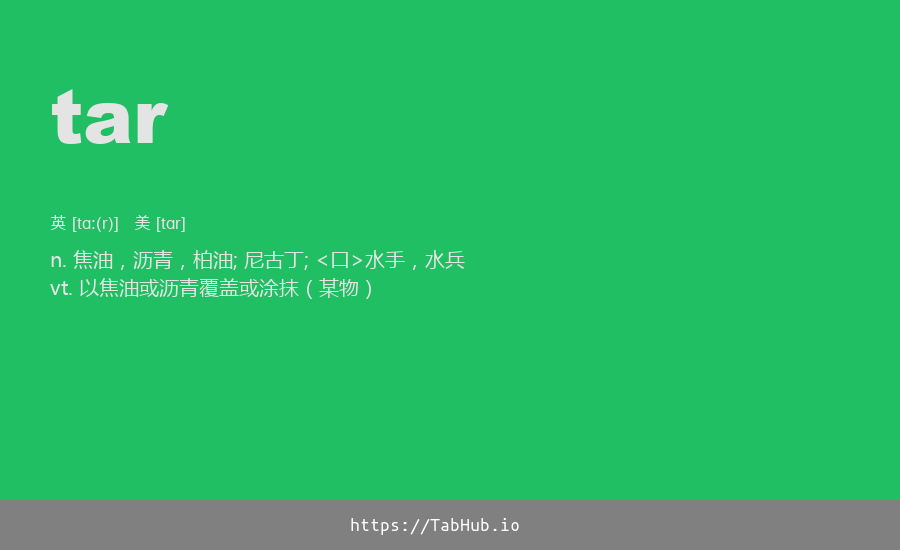 tar
英 [tɑː(r)] 美 [tɑr]
n. 焦油，沥青，柏油; 尼古丁; <口>水手，水兵
vt. 以焦油或沥青覆盖或涂抹（某物）
https://TabHub.io